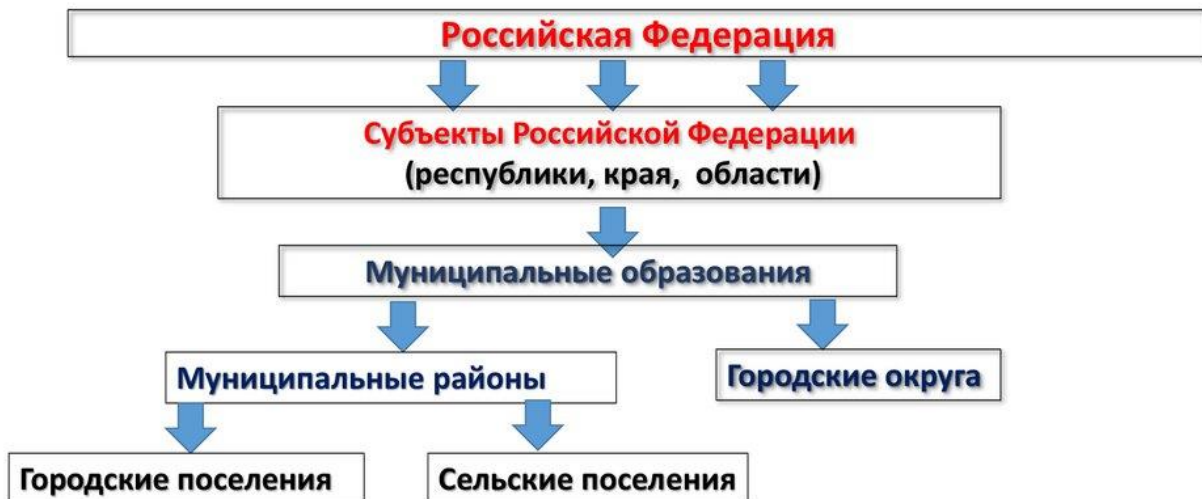 Российская Федерация
Субъекты Российской Федерации
(республики, края, области)
Муниципальные образования
Муниципальные районы
Городские округа
Городские поселения
Сельские поселения